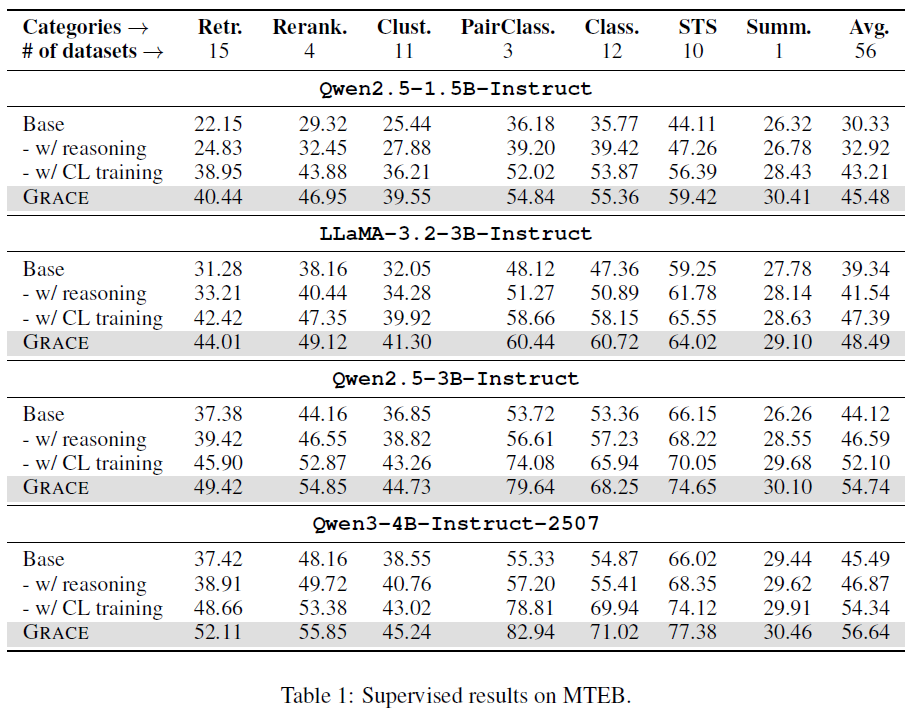 Categories → Retr. Rerank. Clust. PairClass. Class. STS Summ. Avg.
# of datasets → 15 4 11 3 12 10 1 56
Qwen2.5-1.5B-Instruct
Base 22.15 29.32 25.44 36.18 35.77 44.11 26.32 30.33
- w/ reasoning 24.83 32.45 27.88 39.20 39.42 47.26 26.78 32.92
- w/ CL training 38.95 43.88 36.21 52.02 53.87 56.39 28.43 43.21
GRACE 40.44 46.95 39.55 54.84 55.36 59.42 30.41 45.48
LLaMA-3.2-3B-Instruct
Base 31.28 38.16 32.05 48.12 47.36 59.25 27.78 39.34
- w/ reasoning 33.21 40.44 34.28 51.27 50.89 61.78 28.14 41.54
- w/ CL training 42.42 47.35 39.92 58.66 58.15 65.55 28.63 47.39
GRACE 44.01 49.12 41.30 60.44 60.72 64.02 29.10 48.49
Qwen2.5-3B-Instruct
Base 37.38 44.16 36.85 53.72 53.36 66.15 26.26 44.12
- w/ reasoning 39.42 46.55 38.82 56.61 57.23 68.22 28.55 46.59
- w/ CL training 45.90 52.87 43.26 74.08 65.94 70.05 29.68 52.10
GRACE 49.42 54.85 44.73 79.64 68.25 74.65 30.10 54.74
Qwen3-4B-Instruct-2507
Base 37.42 48.16 38.55 55.33 54.87 66.02 29.44 45.49
- w/ reasoning 38.91 49.72 40.76 57.20 55.41 68.35 29.62 46.87
- w/ CL training 48.66 53.38 43.02 78.81 69.94 74.12 29.91 54.34
GRACE 52.11 55.85 45.24 82.94 71.02 77.38 30.46 56.64
Table 1: Supervised results on MTEB.